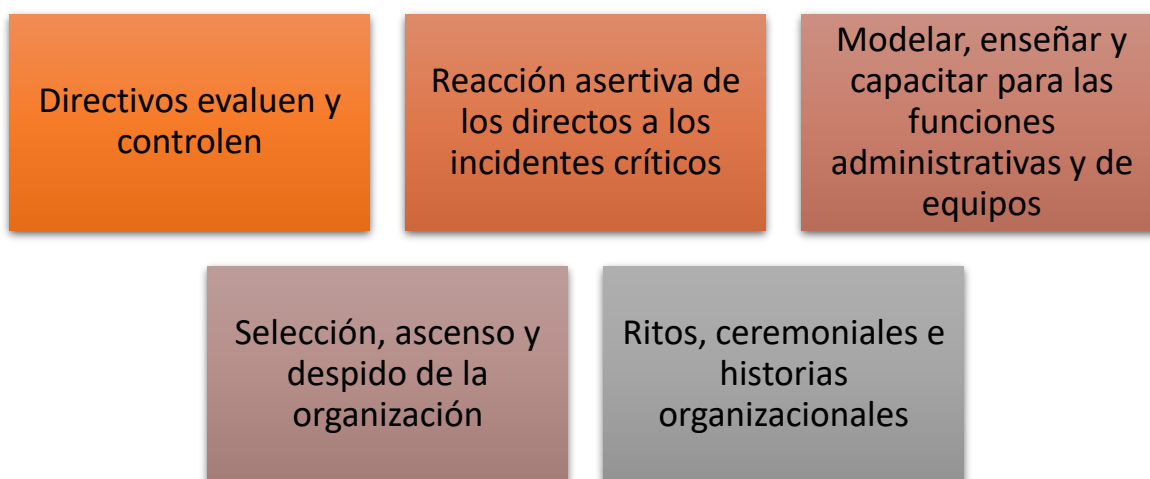 Directivos evaluen y
controlen
Reacción asertiva de
los directos a los
incidentes críticos
Modelar, enseñar y
capacitar para las
funciones
administrativas y de
equipos
Selección, ascenso y
despido de la
organización
Ritos, ceremoniales e
historias
organizacionales